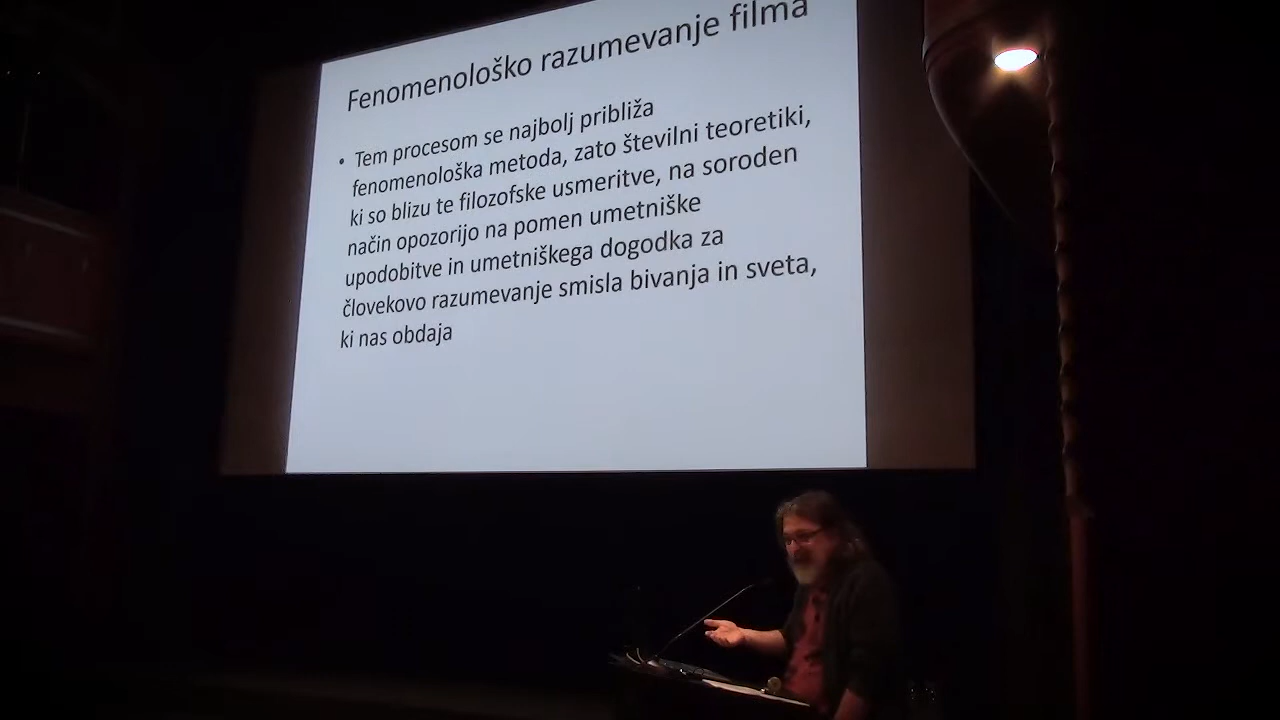 Fenomenološko razumevanje filma
• Tem procesom se najbolj približa
fenomenološka metoda, zato številni teoretiki,
ki so blizu te filozofske usmeritve, na soroden
način opozorijo na pomen umetniške
upodobitve in umetniškega dogodka za
človekovo razumevanje smisla bivanja in sveta,
ki nas obdaja